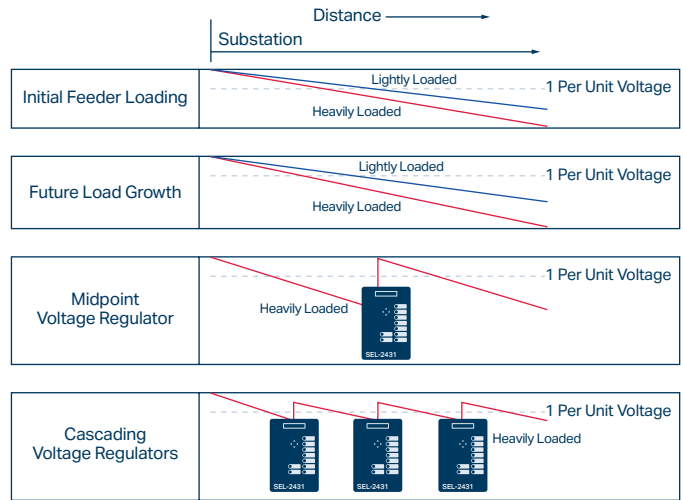 Distance
Substation
Initial Feeder Loading
Lightly Loaded
Heavily Loaded
1 Per Unit Voltage
Future Load Growth
Lightly Loaded
Heavily Loaded
1 Per Unit Voltage
Midpoint
Voltage Regulator
Heavily Loaded
SEL-2431
1 Per Unit Voltage
Cascading
Voltage Regulators
SEL-2431
SEL-2431
SEL-2431
1 Per Unit Voltage
Heavily Loaded